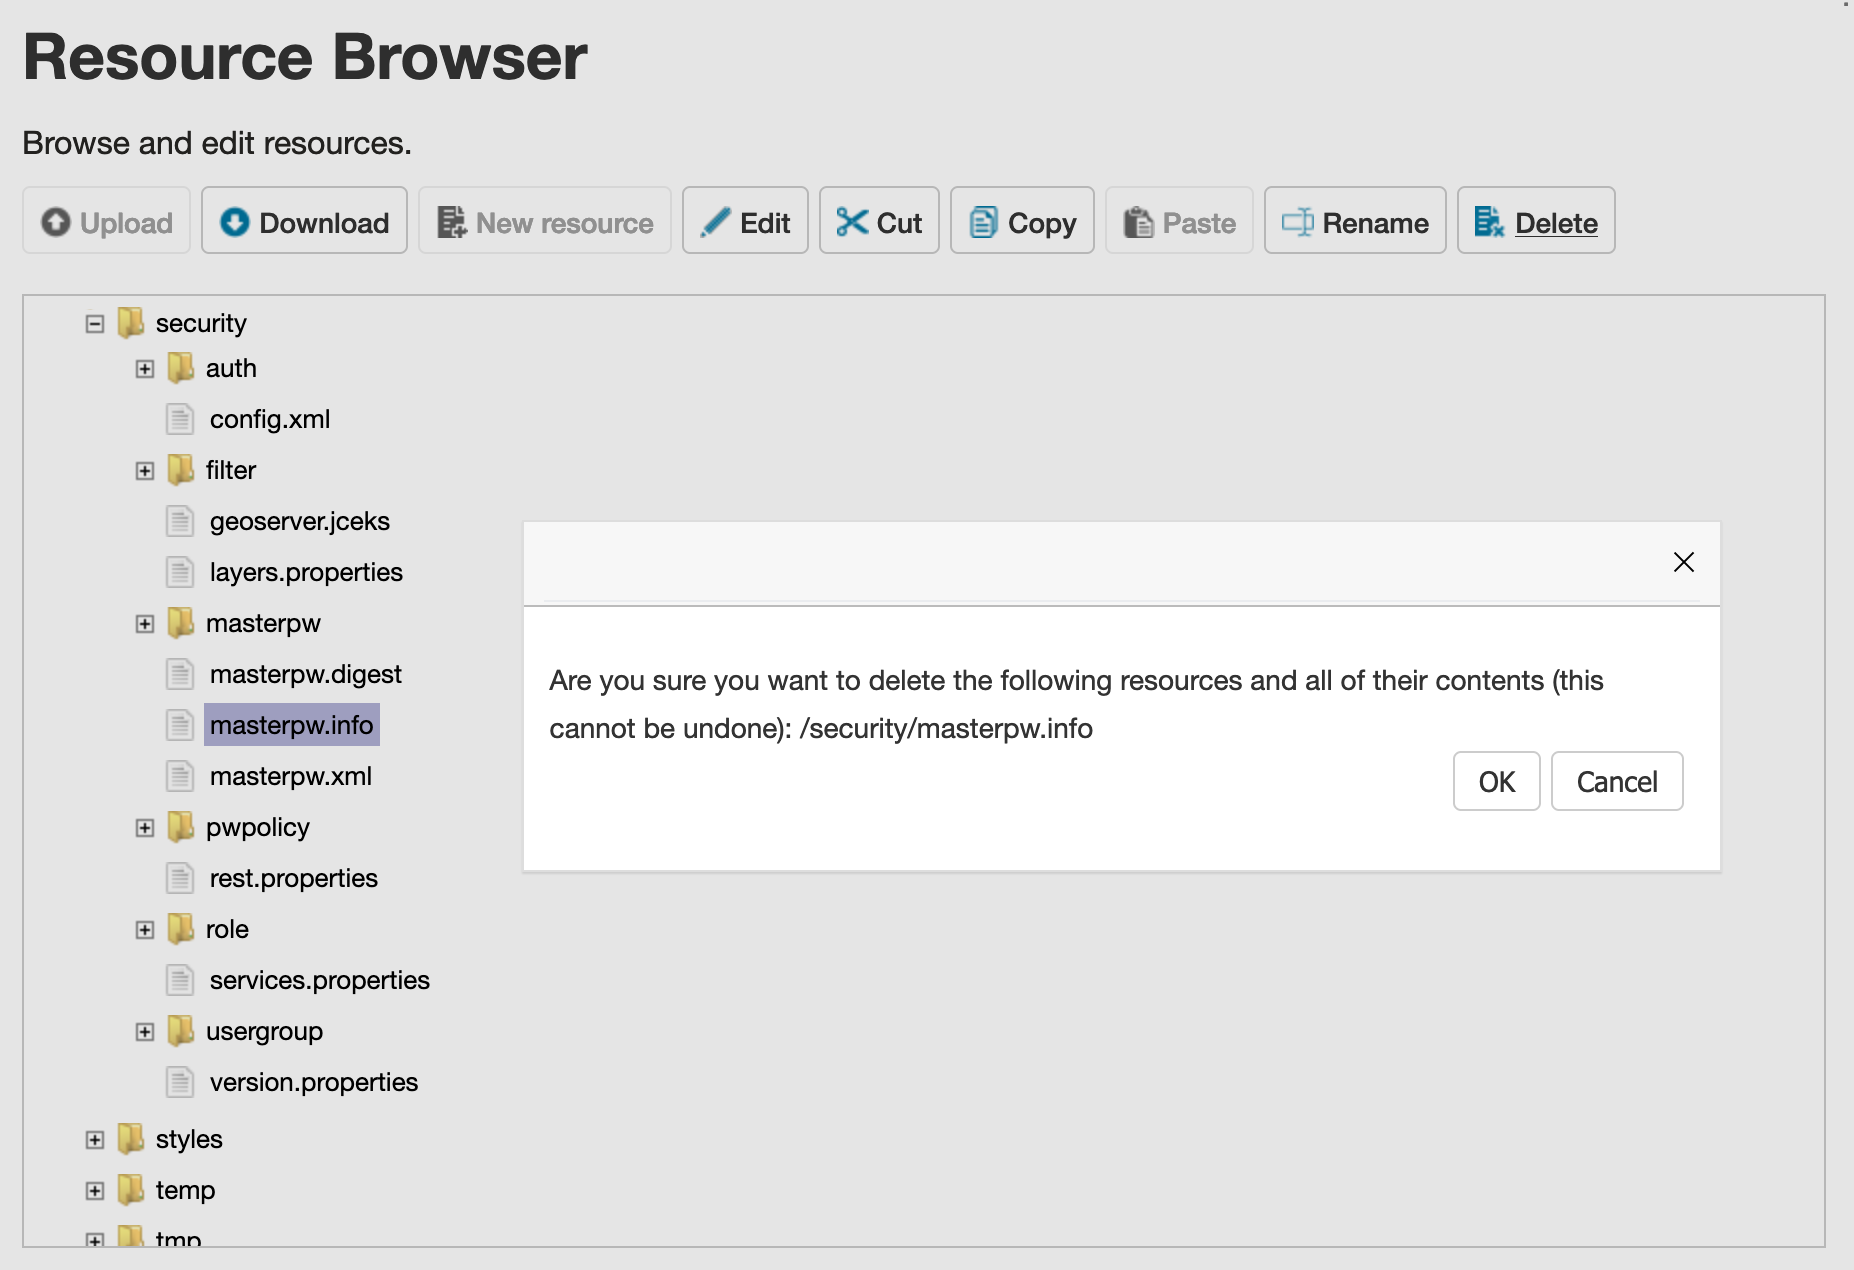 Resource Browser
Browse and edit resources.
Upload Download New resource Edit Cut Copy Paste Rename Delete
security
auth
config.xml
filter
geoserver.jceks
layers.properties
masterpw
masterpw.digest
masterpw.info
masterpw.xml
pwpolicy
rest.properties
role
services.properties
usergroup
version.properties
styles
temp
tmp
Are you sure you want to delete the following resources and all of their contents (this
cannot be undone): /security/masterpw.info
OK Cancel